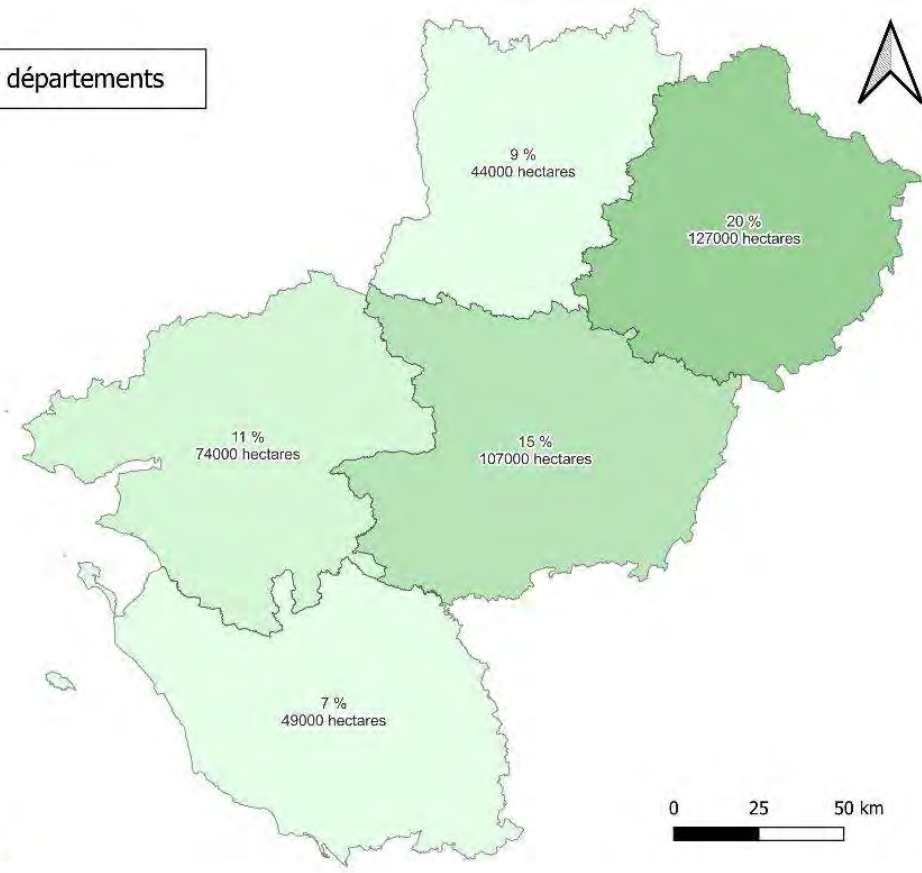 départements
9 %
44000 hectares
20 %
127000 hectares
11 %
74000 hectares
15 %
107000 hectares
7 %
49000 hectares
0 25 50 km